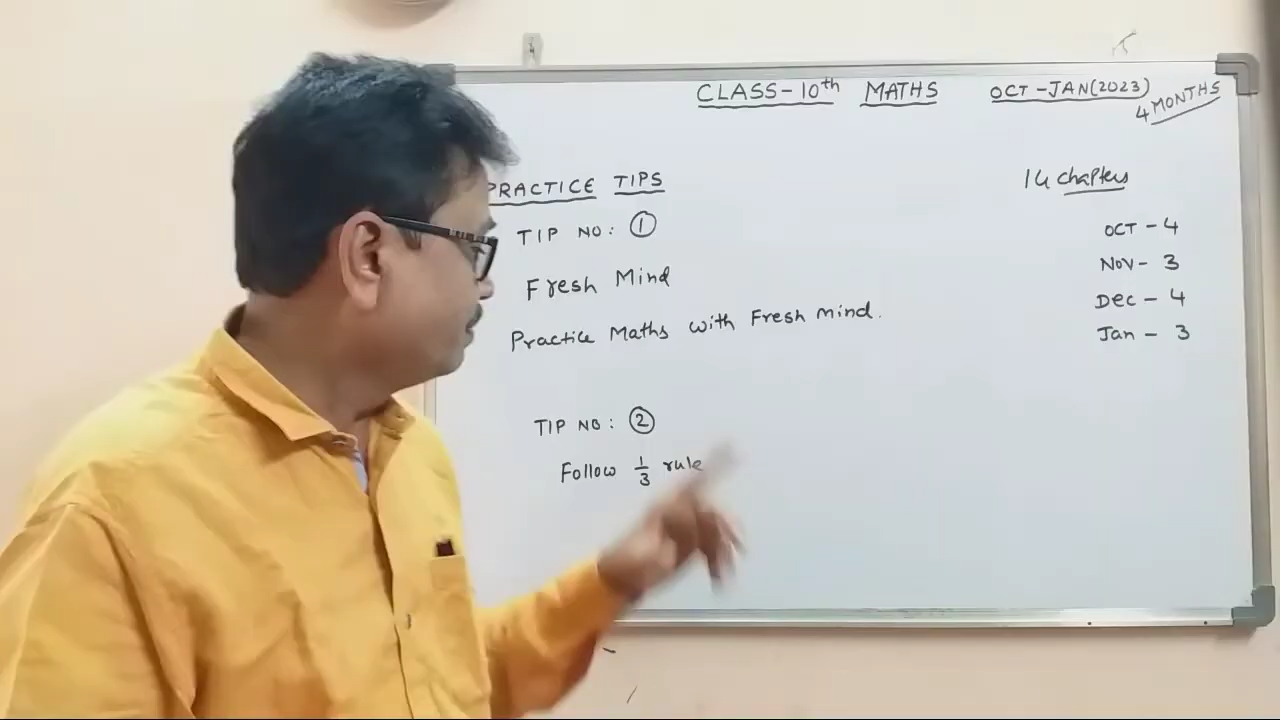 CLASS-10th MATHS OCT-JAN(2023)
4 MONTHS
PRACTICE TIPS
14 chapters
TIP NO: 1
OCT - 4
Fresh Mind
NOV - 3
Practice Maths with Fresh mind.
Dec - 4
Jan - 3
TIP NO: 2
Follow 1/3 rule